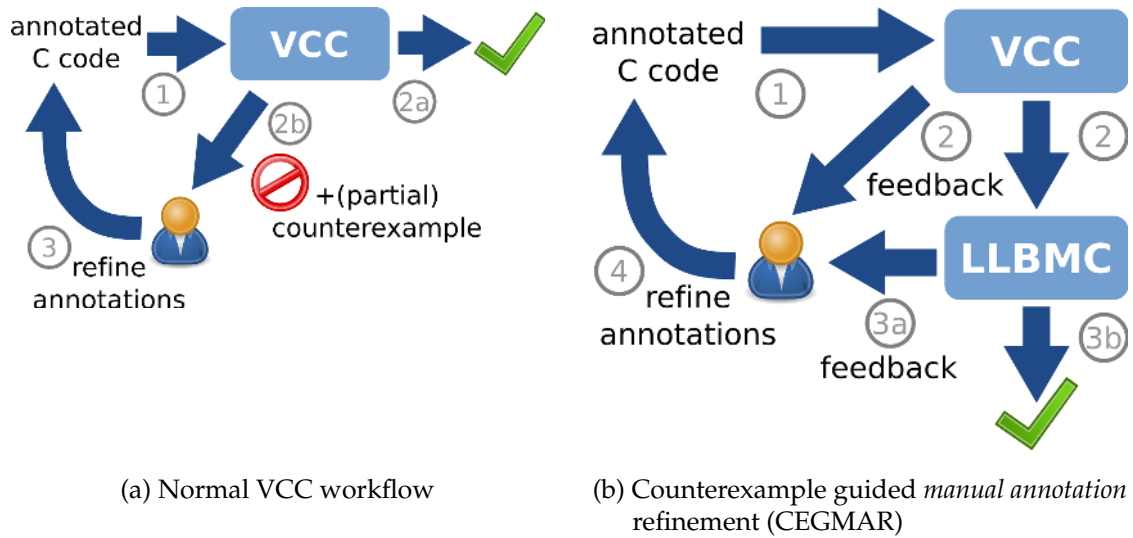 annotated
C code
1
VCC
2a
2b
+(partial)
counterexample
3
refine
annotations
(a) Normal VCC workflow
annotated
C code
1
VCC
2
feedback
2
LLBMC
4
refine
annotations
3a
feedback
3b
(b) Counterexample guided manual annotation
refinement (CEGMAR)